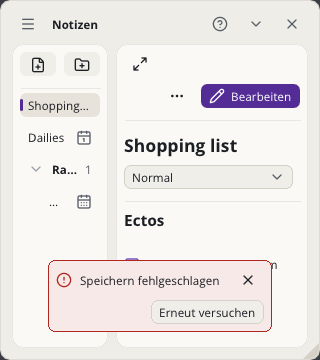 Notizen
Shopping...
Dailies
Ra... 1
...
Bearbeiten
Shopping list
Normal
Ectos
Speichern fehlgeschlagen
Erneut versuchen